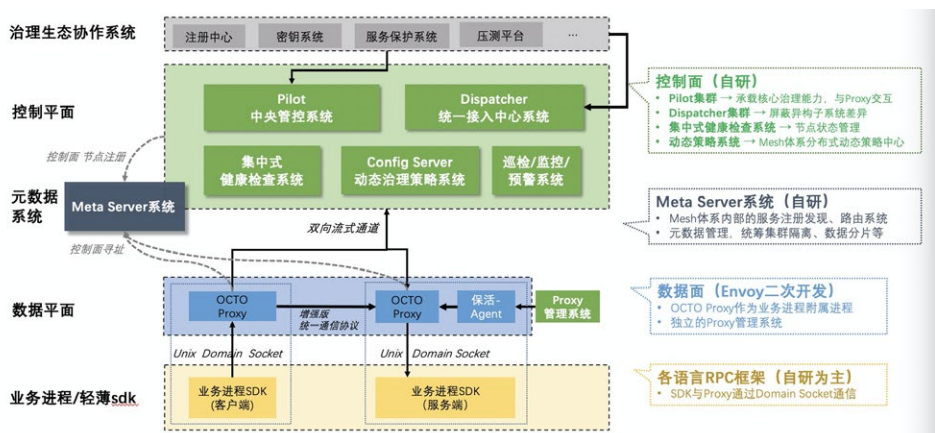 治理生态协作系统
注册中心
密钥系统
服务保护系统
压测平台
...
控制平面
Pilot
中央管控系统
Dispatcher
统一接入中心系统
集中式
健康检查系统
Config Server
动态治理策略系统
巡检/监控/
预警系统
控制面（自研）
• Pilot集群 → 承载核心治理能力，与Proxy交互
• Dispatcher集群 → 屏蔽异构子系统差异
• 集中式健康检查系统 → 节点状态管理
• 动态策略系统 → Mesh体系分布式动态策略中心
控制面 节点注册
元数据
系统
Meta Server系统
控制面寻址
双向流式通道
Meta Server系统（自研）
• Mesh体系内部的服务注册发现、路由系统
• 元数据管理，统筹集群隔离、数据分片等
数据平面
OCTO
Proxy
增强版
统一通信协议
OCTO
Proxy
保活-
Agent
Proxy
管理系统
数据面（Envoy二次开发）
• OCTO Proxy作为业务进程附属进程
• 独立的Proxy管理系统
Unix Domain Socket
Unix Domain Socket
业务进程/轻薄sdk
业务进程SDK
(客户端)
业务进程SDK
（服务端）
各语言RPC框架（自研为主）
• SDK与Proxy通过Domain Socket通信